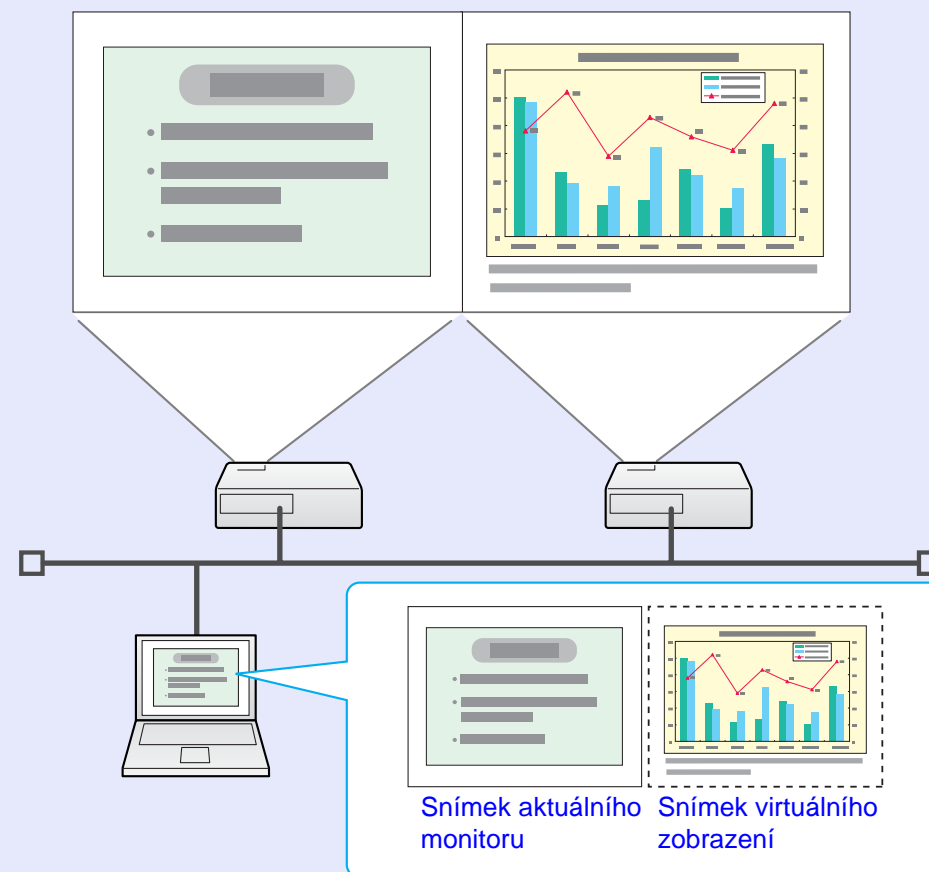 Snímek aktuálního
monitoru
Snímek virtuálního
zobrazení